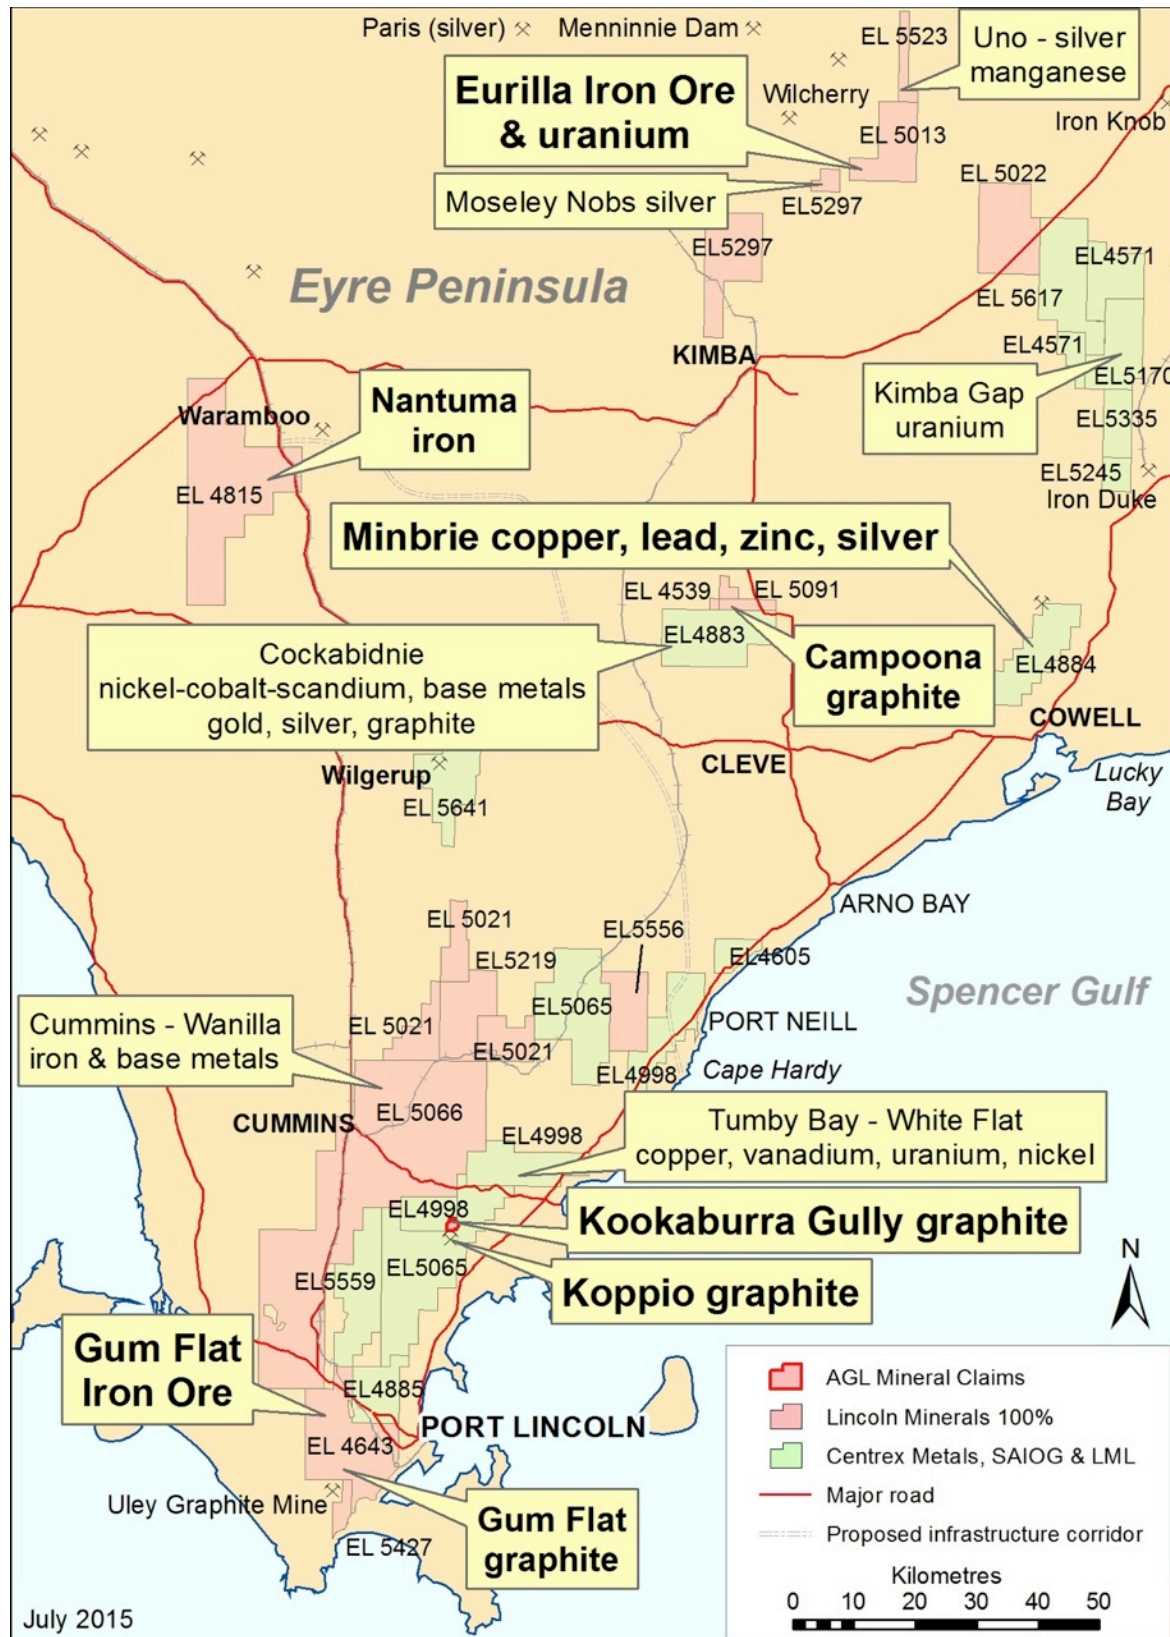 Paris (silver)
Menninnie Dam
EL 5523
Uno - silver
manganese
Eurilla Iron Ore
& uranium
Wilcherry
Iron Knob
EL 5013
EL 5022
Moseley Nobs silver
EL5297
EL5297
EL4571
Eyre Peninsula
EL 5617
EL4571
KIMBA
EL5170
Kimba Gap
uranium
Nantuma
iron
Waramboo
EL5335
EL 4815
EL5245
Iron Duke
Minbrie copper, lead, zinc, silver
EL 4539
EL 5091
EL4883
Cockabidnie
nickel-cobalt-scandium, base metals
gold, silver, graphite
Campoona
graphite
EL4884
COWELL
CLEVE
Lucky
Bay
Wilgerup
EL 5641
ARNO BAY
EL 5021
EL5556
EL5219
EL4605
Spencer Gulf
EL5065
Cummins - Wanilla
iron & base metals
EL 5021
EL5021
PORT NEILL
EL4998
Cape Hardy
EL 5066
CUMMINS
EL4998
Tumby Bay - White Flat
copper, vanadium, uranium, nickel
EL4998
Kookaburra Gully graphite
EL5559
EL5065
Koppio graphite
N
Gum Flat
Iron Ore
EL4885
PORT LINCOLN
EL 4643
Uley Graphite Mine
Gum Flat
graphite
EL 5427
AGL Mineral Claims
Lincoln Minerals 100%
Centrex Metals, SAIOG & LML
Major road
Proposed infrastructure corridor
Kilometres
0 10 20 30 40 50
July 2015